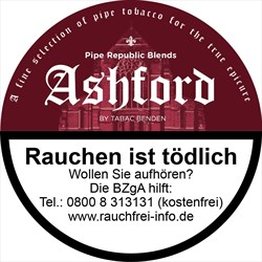 A fine selection of pipe tobacco for the true epicure
Pipe Republic Blends
Ashford
BY TABAC BENDEN
Rauchen ist tödlich
Wollen Sie aufhören?
Die BZgA hilft:
Tel.: 0800 8 313131 (kostenfrei)
www.rauchfrei-info.de